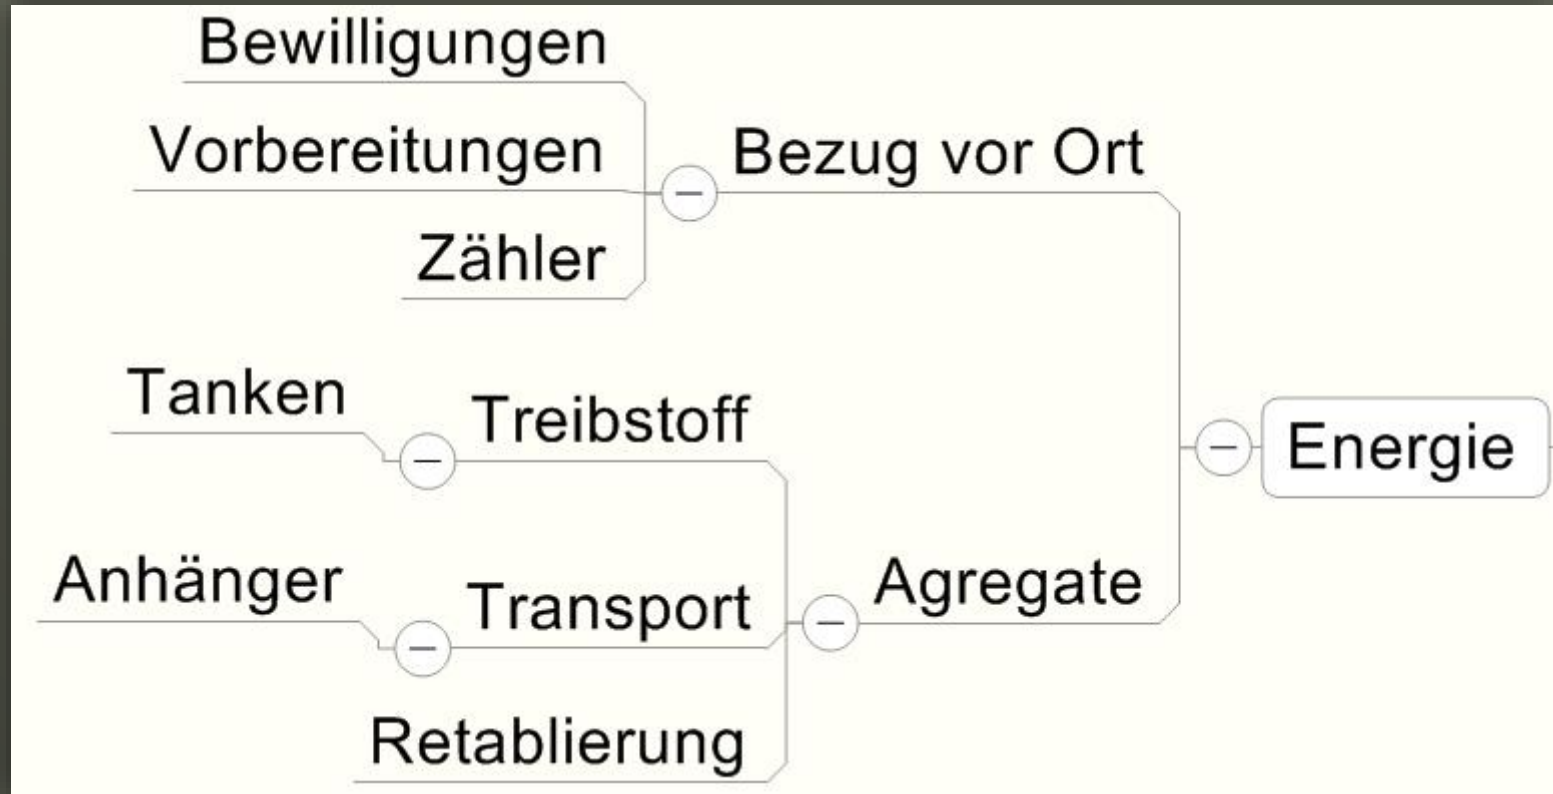 Bewilligungen
Vorbereitungen
Bezug vor Ort
Zähler
Tanken
Treibstoff
Energie
Anhänger
Transport
Agregate
Retablierung